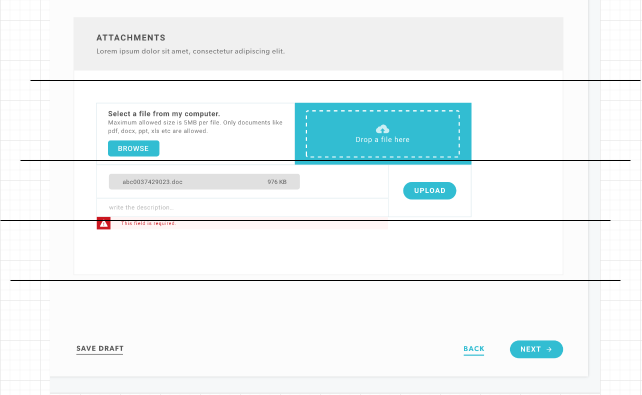 ATTACHMENTS
Lorem ipsum dolor sit amet, consectetur adipiscing elit.
Select a file from my computer.
Maximum allowed size is 5MB per file. Only documents like
pdf, docx, ppt, xls etc are allowed.
BROWSE
Drop a file here
abc0037429023.doc 976 KB
UPLOAD
write the description...
This field is required.
SAVE DRAFT
BACK
NEXT →